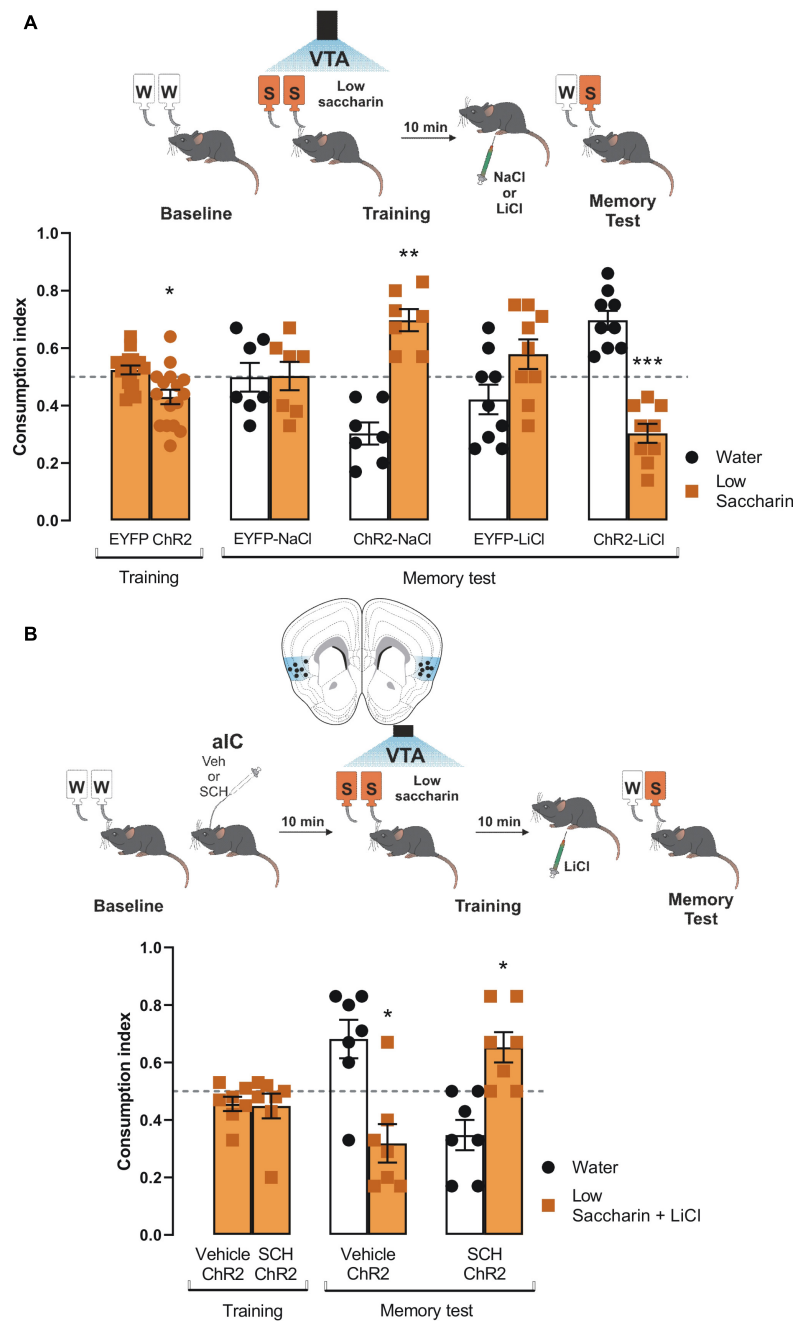 A
VTA
W W
S S
Low
saccharin
W S
10 min
NaCl
or
LiCl
Baseline
Training
Memory
Test
Consumption index
1.0
0.8
0.6
0.4
0.2
0.0
*
**
***
Water
Low
Saccharin
EYFP ChR2
EYFP-NaCl
ChR2-NaCl
EYFP-LiCl
ChR2-LiCl
Training
Memory test
B
aIC
Veh
or
SCH
VTA
W W
S S
Low
saccharin
W S
10 min
10 min
LiCl
Baseline
Training
Memory
Test
Consumption index
1.0
0.8
0.6
0.4
0.2
0.0
*
*
Water
Low
Saccharin + LiCl
Vehicle
ChR2
SCH
ChR2
Vehicle
ChR2
SCH
ChR2
Training
Memory test